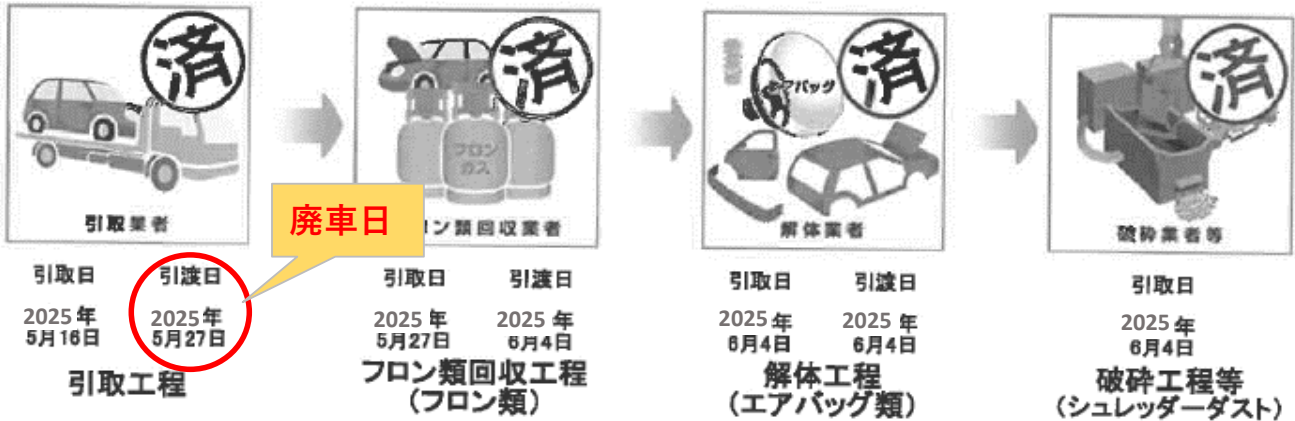 済
引取業者
引取日 引渡日
2025年 2025年
5月16日 5月27日
引取工程
廃車日
済
フロン
ガス
ロン類回収業者
引取日 引渡日
2025年 2025年
5月27日 6月4日
フロン類回収工程
(フロン類)
済
エアバッグ
解体業者
引取日 引渡日
2025年 2025年
6月4日 6月4日
解体工程
(エアバッグ類)
済
破砕業者等
引取日
2025年
6月4日
破砕工程等
(シュレッダーダスト)